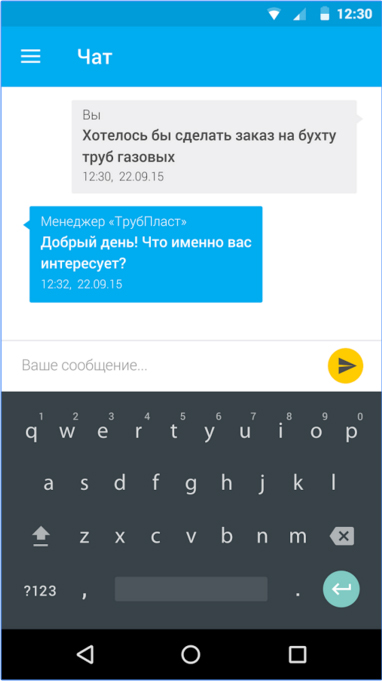 12:30
Чат
Вы
Хотелось бы сделать заказ на бухту
труб газовых
12:30, 22.09.15
Менеджер «ТрубПласт»
Добрый день! Что именно вас
интересует?
12:32, 22.09.15
Ваше сообщение...
1 2 3 4 5 6 7 8 9 0
q w e r t y u i o p
a s d f g h j k l
z x c v b n m
?123 , .